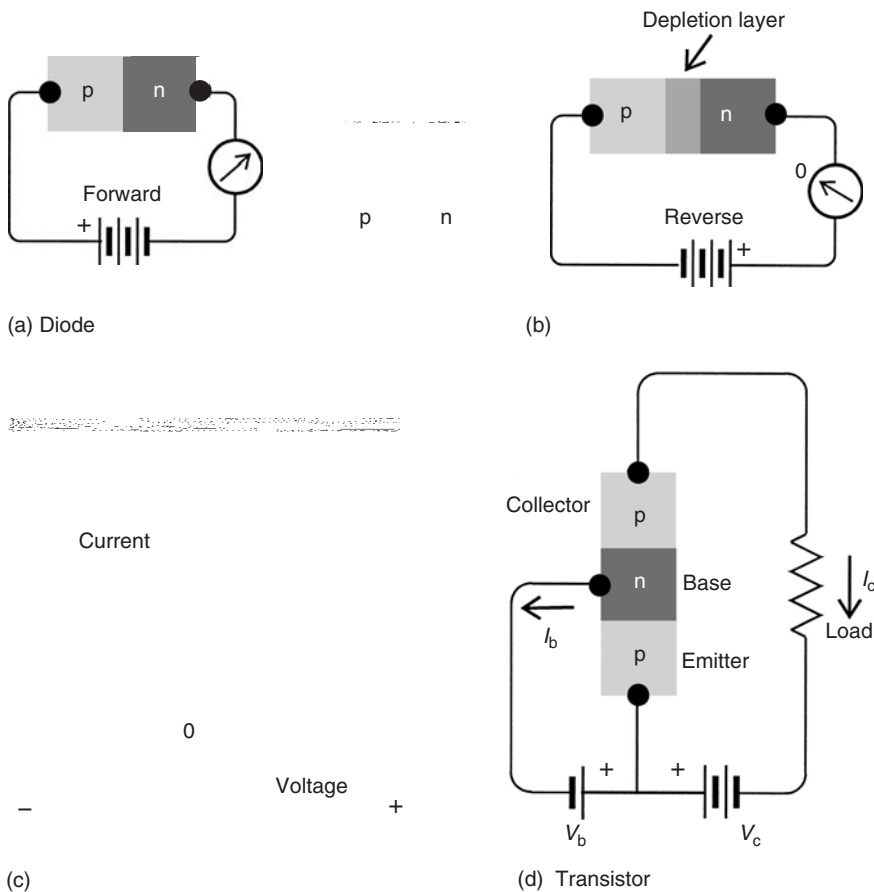 p n
Forward
+
(a) Diode
p n
Depletion layer
p n
0
Reverse
+
(b)
Current
0
Voltage
– +
(c)
Collector
p
n Base
I_b
p Emitter
I_c
Load
+ +
V_b V_c
(d) Transistor